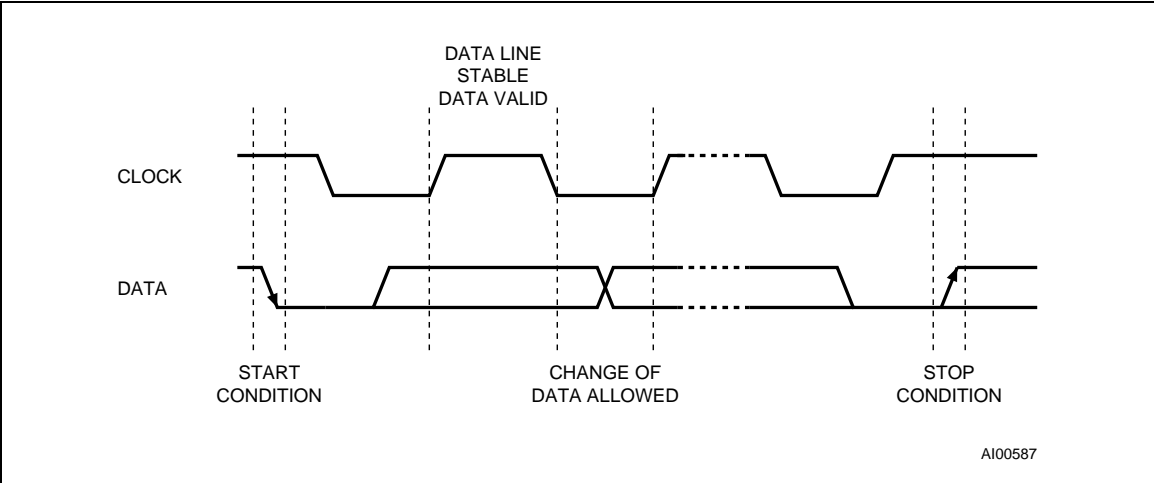 DATA LINE
STABLE
DATA VALID
CLOCK
DATA
START
CONDITION
CHANGE OF
DATA ALLOWED
STOP
CONDITION
AI00587